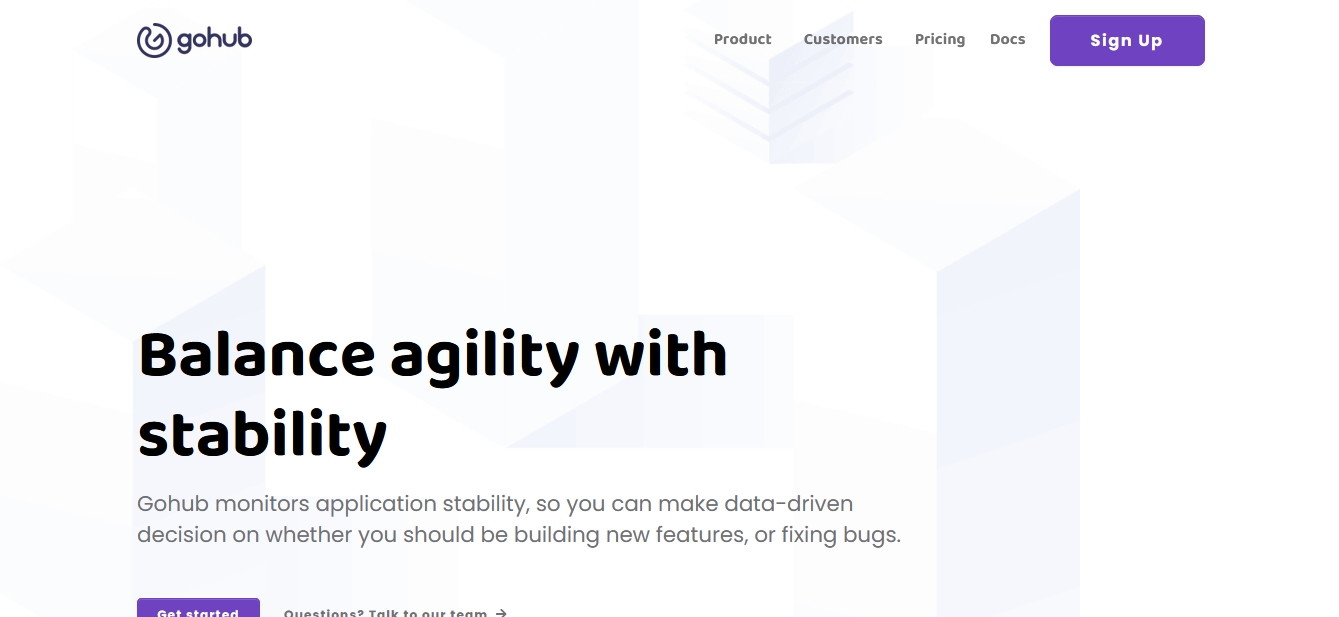 gohub
Product
Customers
Pricing
Docs
Sign Up
Balance agility with
stability
Gohub monitors application stability, so you can make data-driven
decision on whether you should be building new features, or fixing bugs.
Get started
Questions? Talk to our team →